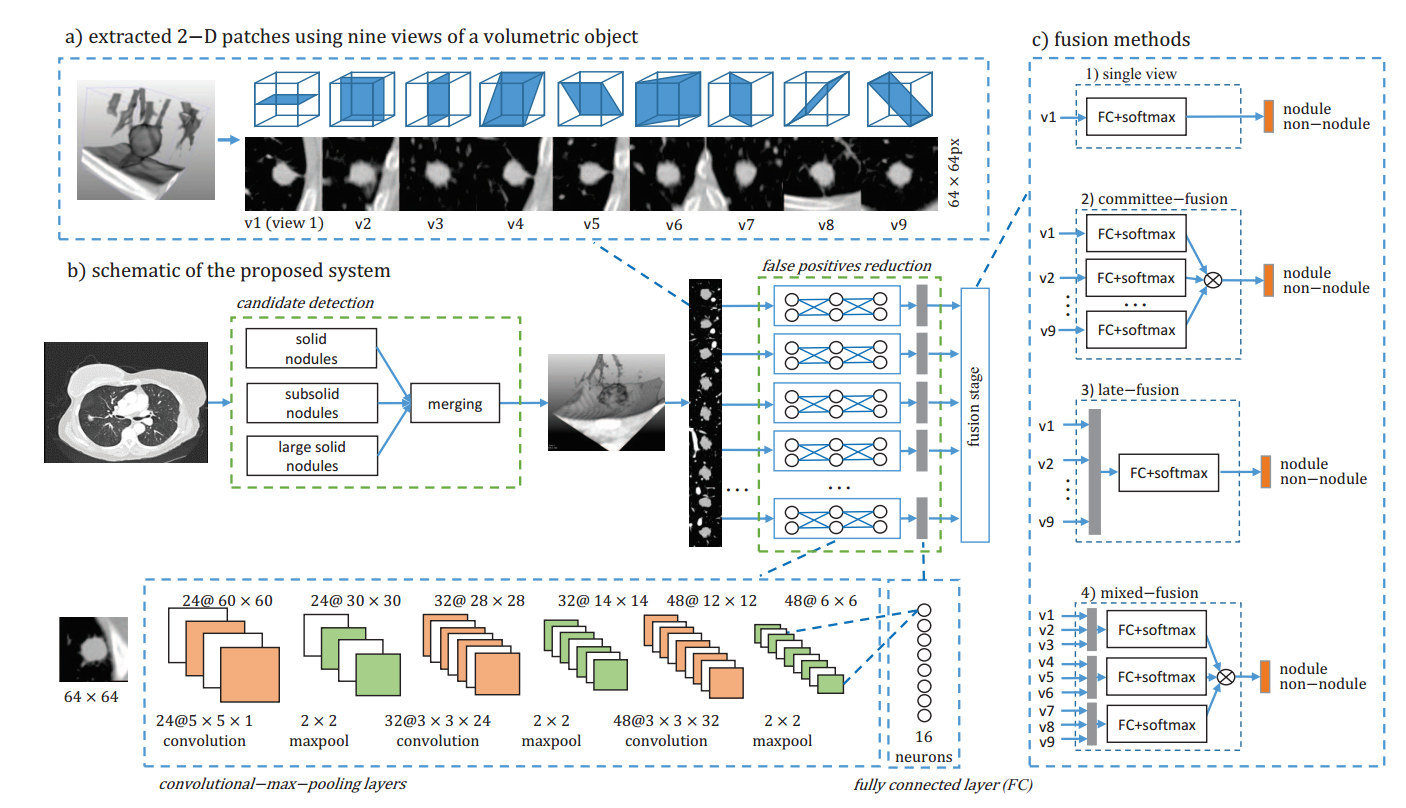 a) extracted 2−D patches using nine views of a volumetric object
v1 (view 1) v2 v3 v4 v5 v6 v7 v8 v9
64 × 64px
b) schematic of the proposed system
candidate detection
solid
nodules
subsolid
nodules
large solid
nodules
merging
false positives reduction
...
...
fusion stage
64 × 64
24@ 60 × 60 24@ 30 × 30 32@ 28 × 28 32@ 14 × 14 48@ 12 × 12 48@ 6 × 6
24@5 × 5 × 1
convolution
2 × 2
maxpool
32@3 × 3 × 24
convolution
2 × 2
maxpool
48@3 × 3 × 32
convolution
2 × 2
maxpool
16
neurons
convolutional−max−pooling layers
fully connected layer (FC)
c) fusion methods
1) single view
v1
FC+softmax
nodule
non−nodule
2) committee−fusion
v1
FC+softmax
v2
FC+softmax
...
v9
FC+softmax
nodule
non−nodule
3) late−fusion
v1
v2
v9
FC+softmax
nodule
non−nodule
4) mixed−fusion
v1
v2
v3
FC+softmax
v4
v5
v6
FC+softmax
v7
v8
v9
FC+softmax
nodule
non−nodule